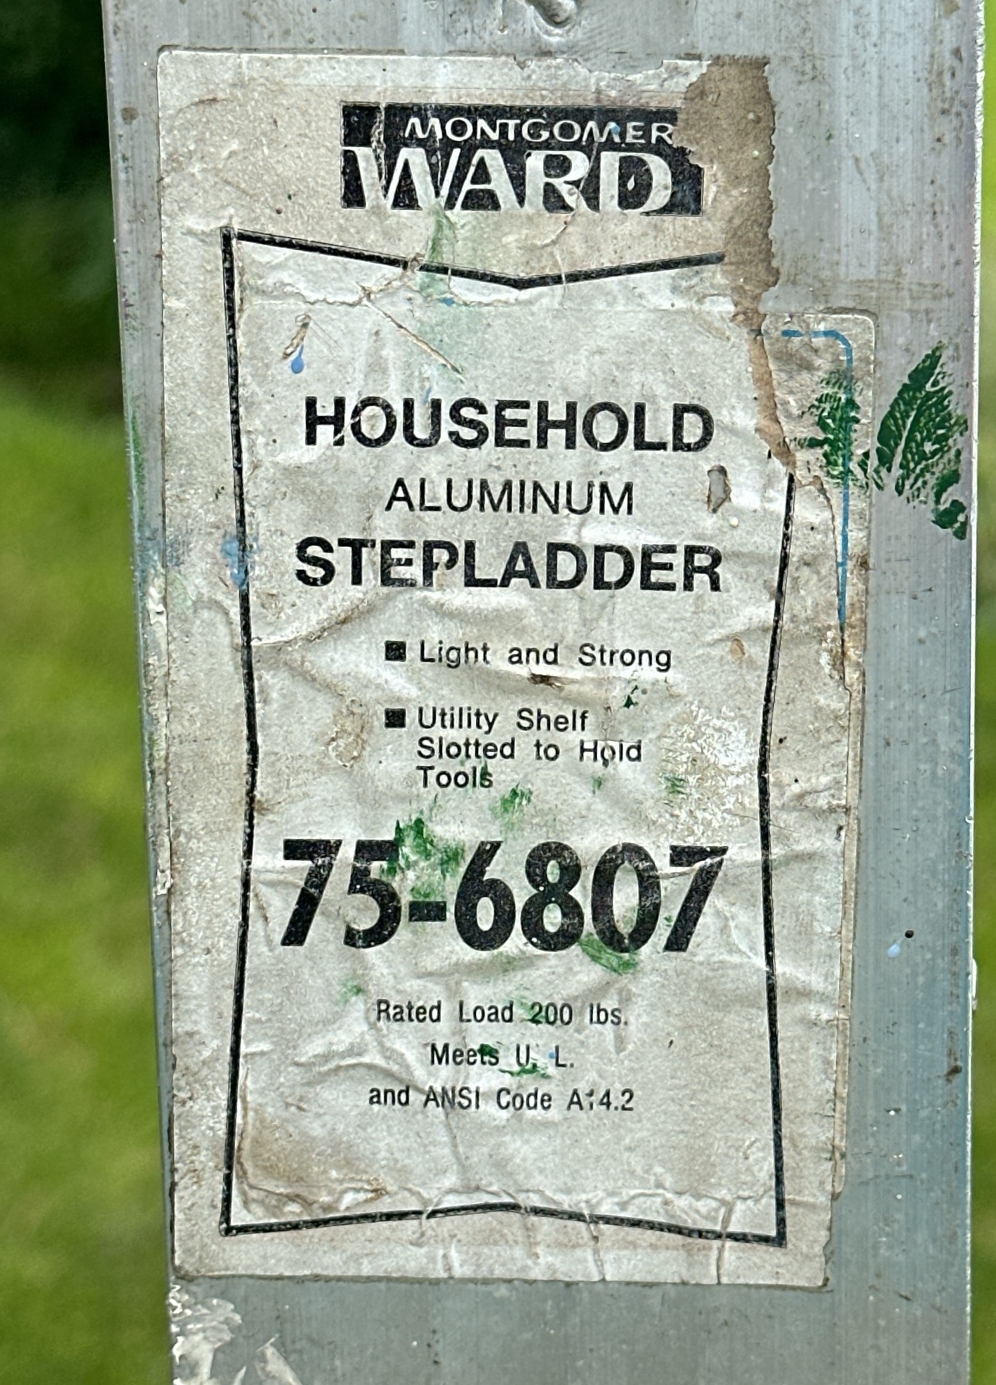 MONTGOMER
WARD
HOUSEHOLD
ALUMINUM
STEPLADDER
■ Light and Strong
■ Utility Shelf
Slotted to Hold
Tools
75-6807
Rated Load 200 lbs.
Meets U. L.
and ANSI Code A14.2